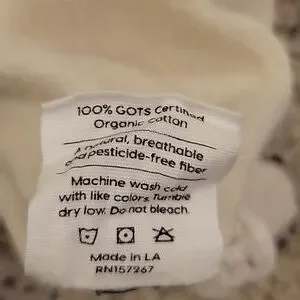 100% GOTS Certified
Organic cotton
A natural, breathable
and pesticide-free fiber
Machine wash cold
with like colors. Tumble
dry low. Do not bleach.
Made in LA
RN157267